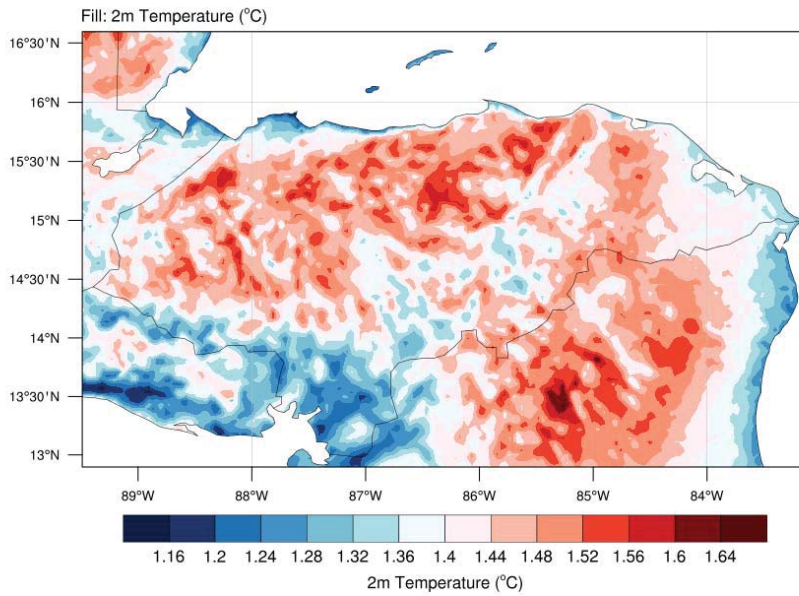 Fill: 2m Temperature (°C)
16°30'N
16°N
15°30'N
15°N
14°30'N
14°N
13°30'N
13°N
89°W 88°W 87°W 86°W 85°W 84°W
1.16 1.2 1.24 1.28 1.32 1.36 1.4 1.44 1.48 1.52 1.56 1.6 1.64
2m Temperature (°C)